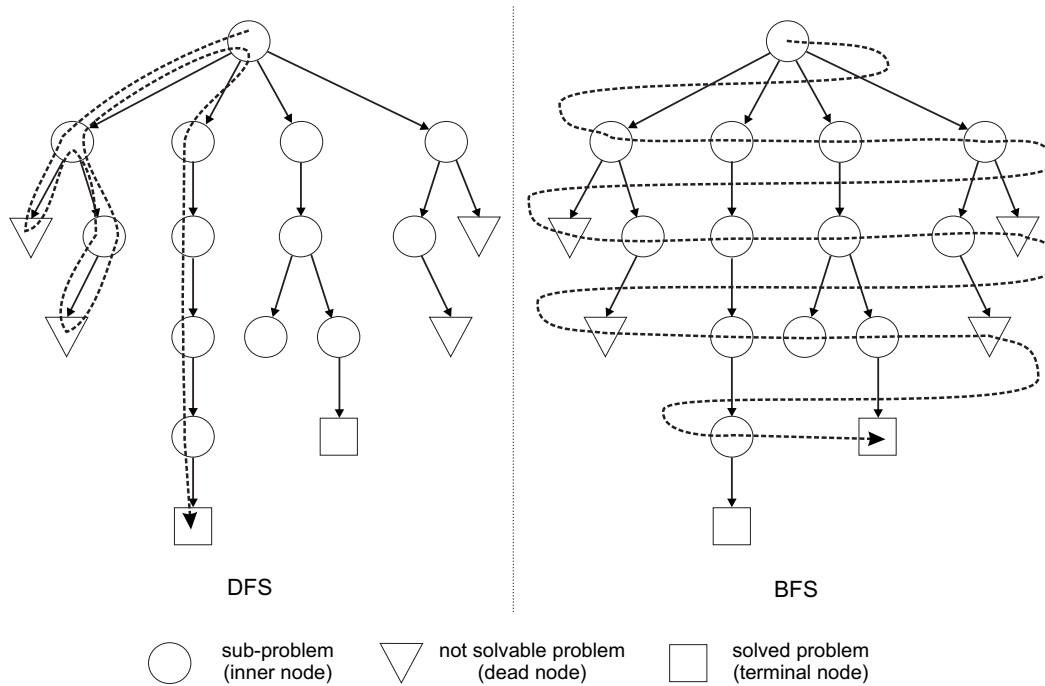 DFS
BFS
sub-problem
(inner node)
not solvable problem
(dead node)
solved problem
(terminal node)